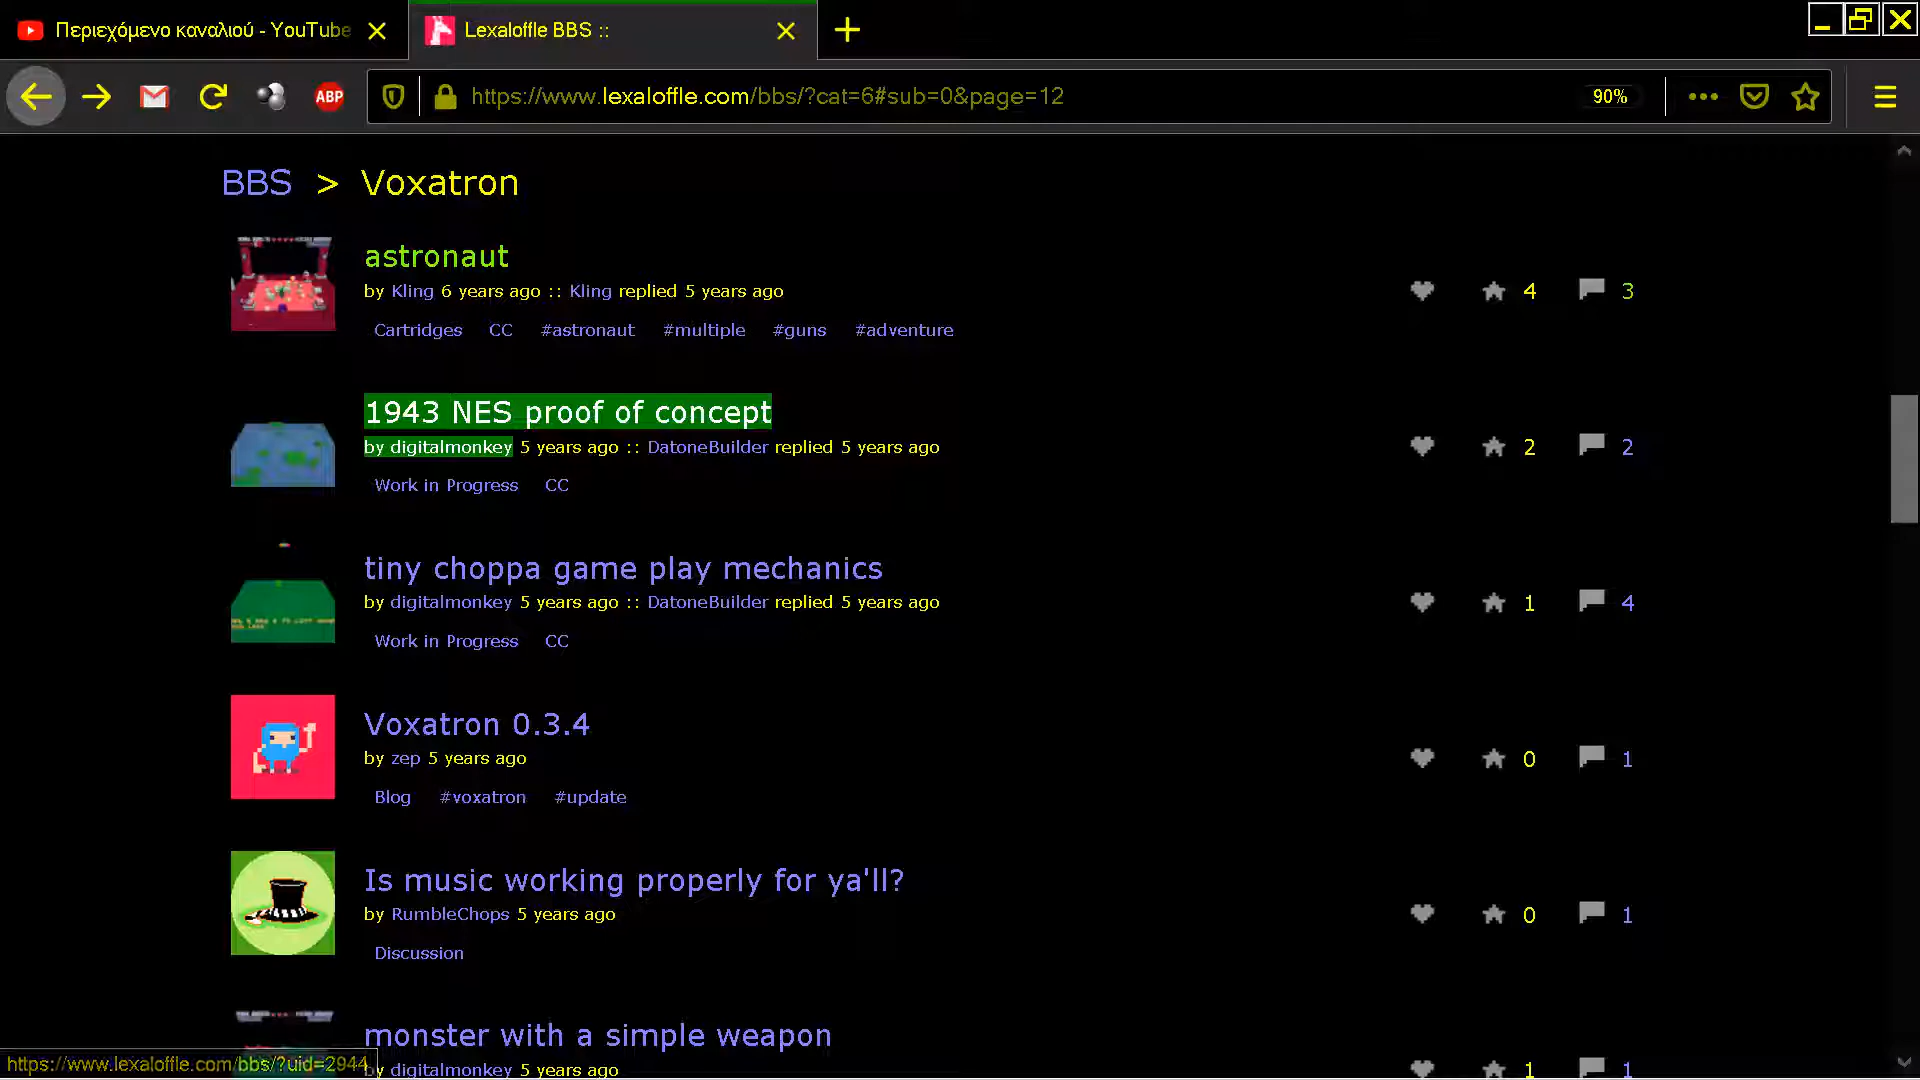 Περιεχόμενο καναλιού - YouTube
Lexaloffle BBS ::
ABP
https://www.lexaloffle.com/bbs/?cat=6#sub=0&page=12
90%
BBS > Voxatron
astronaut
by Kling 6 years ago :: Kling replied 5 years ago
4 3
Cartridges CC #astronaut #multiple #guns #adventure
1943 NES proof of concept
by digitalmonkey 5 years ago :: DatoneBuilder replied 5 years ago
2 2
Work in Progress CC
tiny choppa game play mechanics
by digitalmonkey 5 years ago :: DatoneBuilder replied 5 years ago
1 4
Work in Progress CC
Voxatron 0.3.4
by zep 5 years ago
0 1
Blog #voxatron #update
Is music working properly for ya'll?
by RumbleChops 5 years ago
0 1
Discussion
monster with a simple weapon
by digitalmonkey 5 years ago
1 1
https://www.lexaloffle.com/bbs/?uid=2944